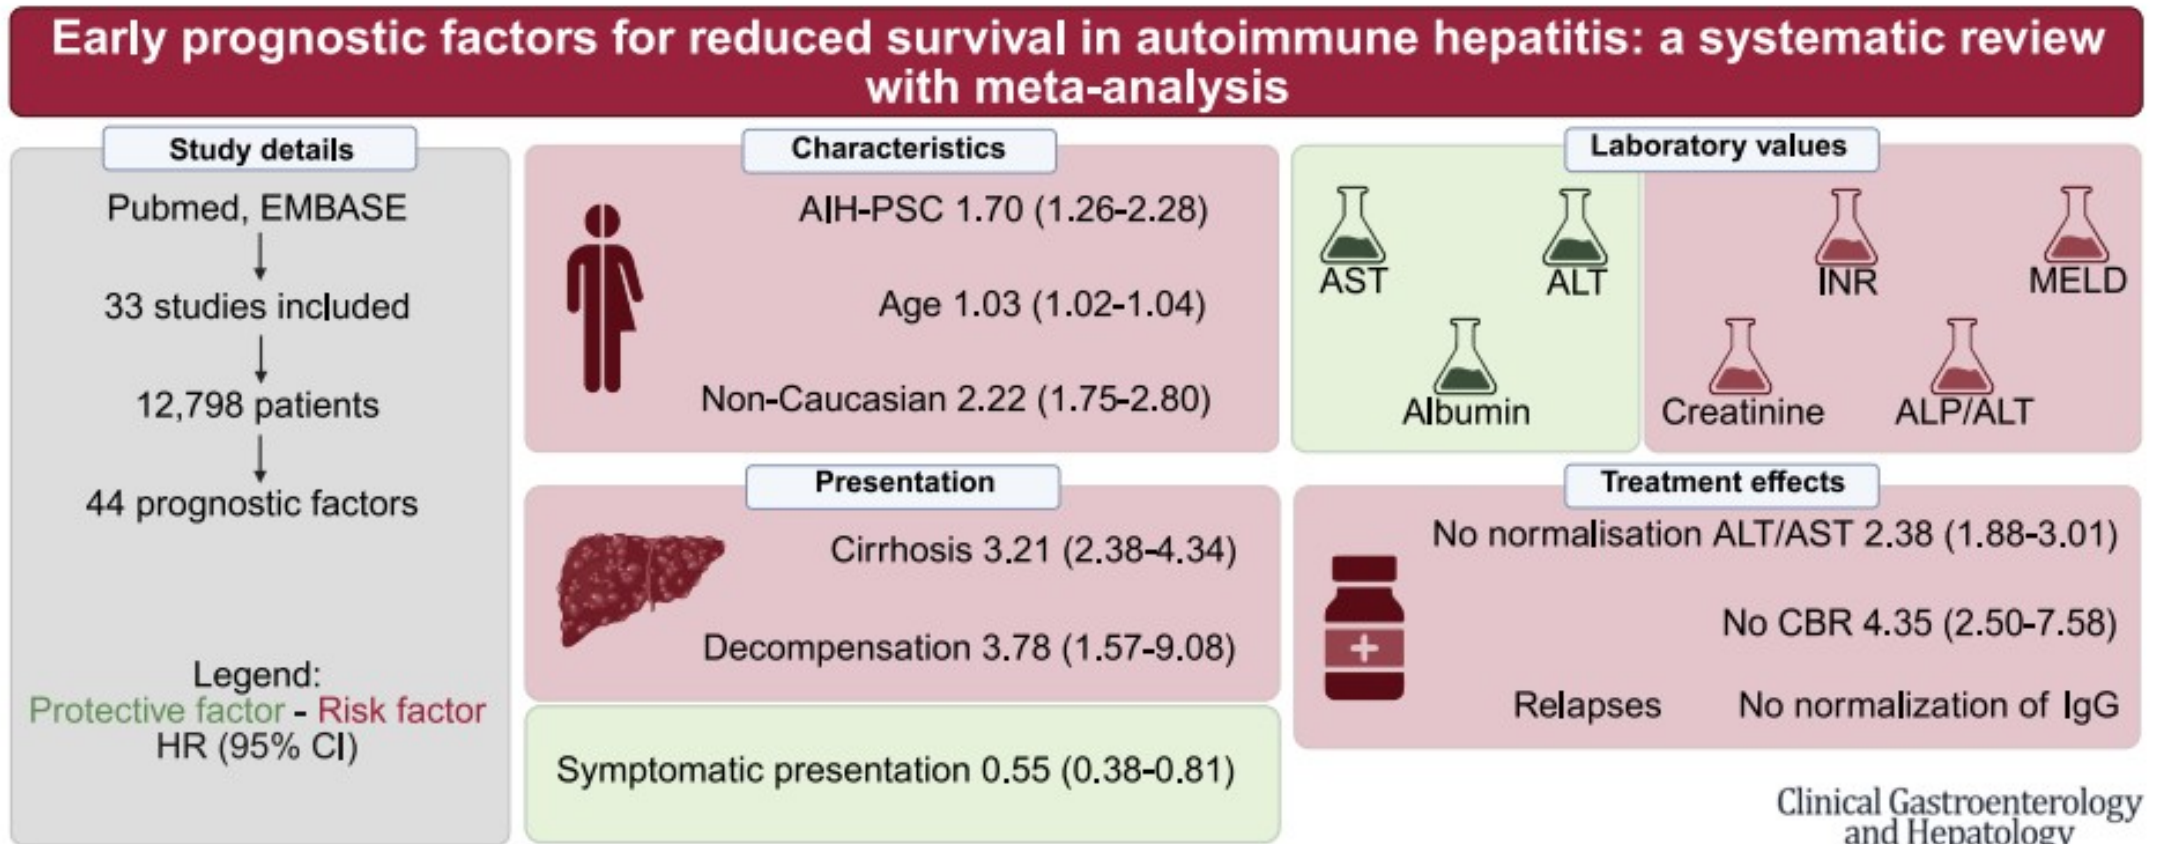 Early prognostic factors for reduced survival in autoimmune hepatitis: a systematic review
with meta-analysis
Study details
Pubmed, EMBASE
33 studies included
12,798 patients
44 prognostic factors
Legend:
Protective factor - Risk factor
HR (95% CI)
Characteristics
AIH-PSC 1.70 (1.26-2.28)
Age 1.03 (1.02-1.04)
Non-Caucasian 2.22 (1.75-2.80)
Presentation
Cirrhosis 3.21 (2.38-4.34)
Decompensation 3.78 (1.57-9.08)
Symptomatic presentation 0.55 (0.38-0.81)
Laboratory values
AST ALT INR MELD
Albumin Creatinine ALP/ALT
Treatment effects
No normalisation ALT/AST 2.38 (1.88-3.01)
No CBR 4.35 (2.50-7.58)
Relapses No normalization of IgG
Clinical Gastroenterology
and Hepatology